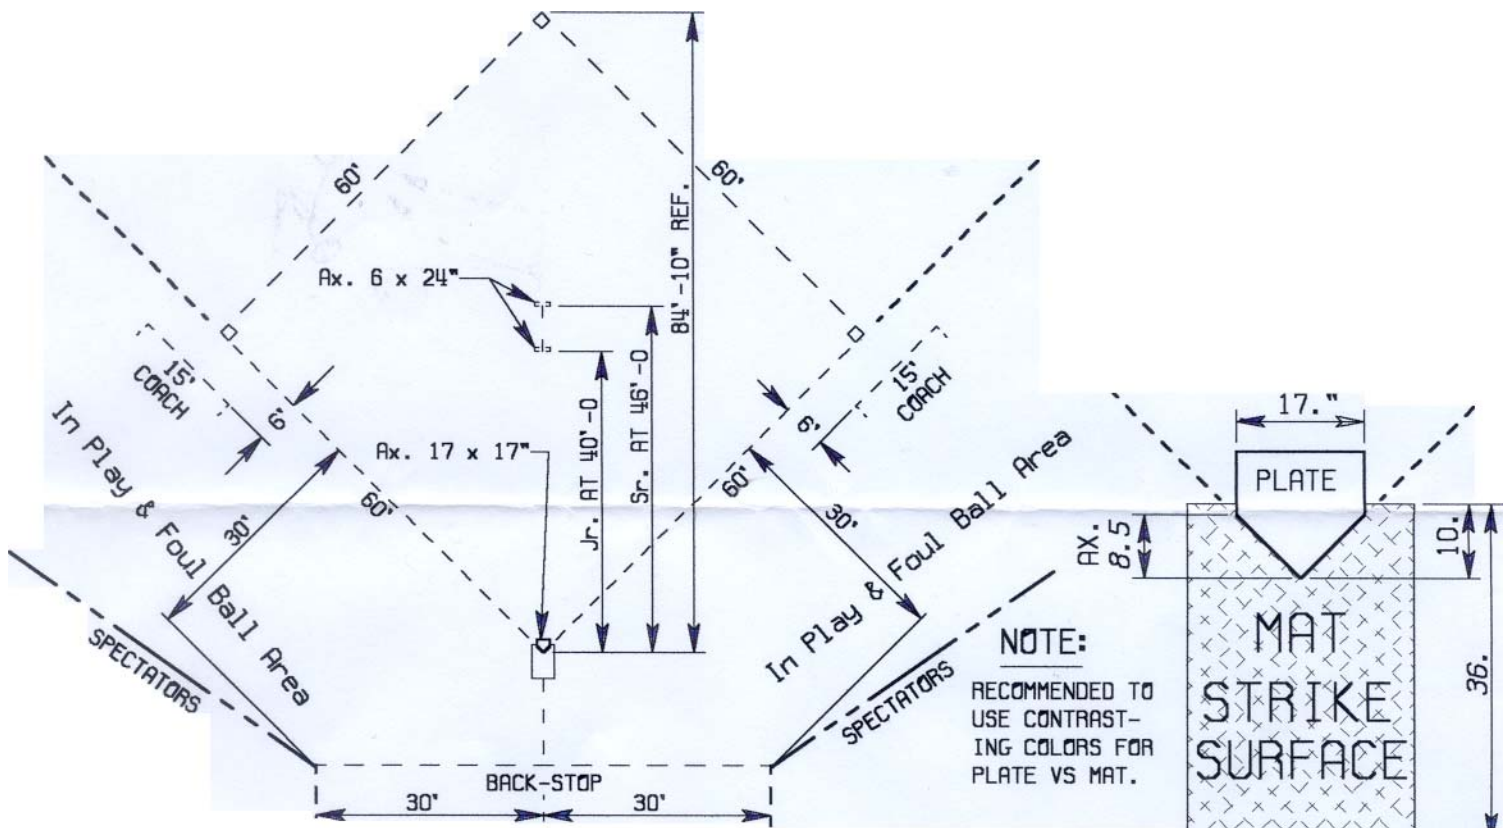 60'
60'
84'-10" REF.
Ax. 6 x 24"
15'
COACH
6'
Jr. AT 40'-0
Sr. AT 46'-0
6'
15'
COACH
Ax. 17 x 17"
60'
60'
30'
30'
In Play & Foul Ball Area
In Play & Foul Ball Area
SPECTATORS
SPECTATORS
BACK-STOP
30'
30'
NOTE:
RECOMMENDED TO
USE CONTRAST-
ING COLORS FOR
PLATE VS MAT.
17."
PLATE
AX.
8.5
10.
36.
MAT
STRIKE
SURFACE